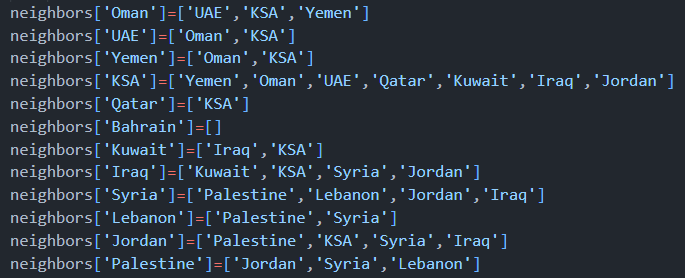 neighbors['Oman']=['UAE','KSA','Yemen']
neighbors['UAE']=['Oman','KSA']
neighbors['Yemen']=['Oman','KSA']
neighbors['KSA']=['Yemen','Oman','UAE','Qatar','Kuwait','Iraq','Jordan']
neighbors['Qatar']=['KSA']
neighbors['Bahrain']=[]
neighbors['Kuwait']=['Iraq','KSA']
neighbors['Iraq']=['Kuwait','KSA','Syria','Jordan']
neighbors['Syria']=['Palestine','Lebanon','Jordan','Iraq']
neighbors['Lebanon']=['Palestine','Syria']
neighbors['Jordan']=['Palestine','KSA','Syria','Iraq']
neighbors['Palestine']=['Jordan','Syria','Lebanon']